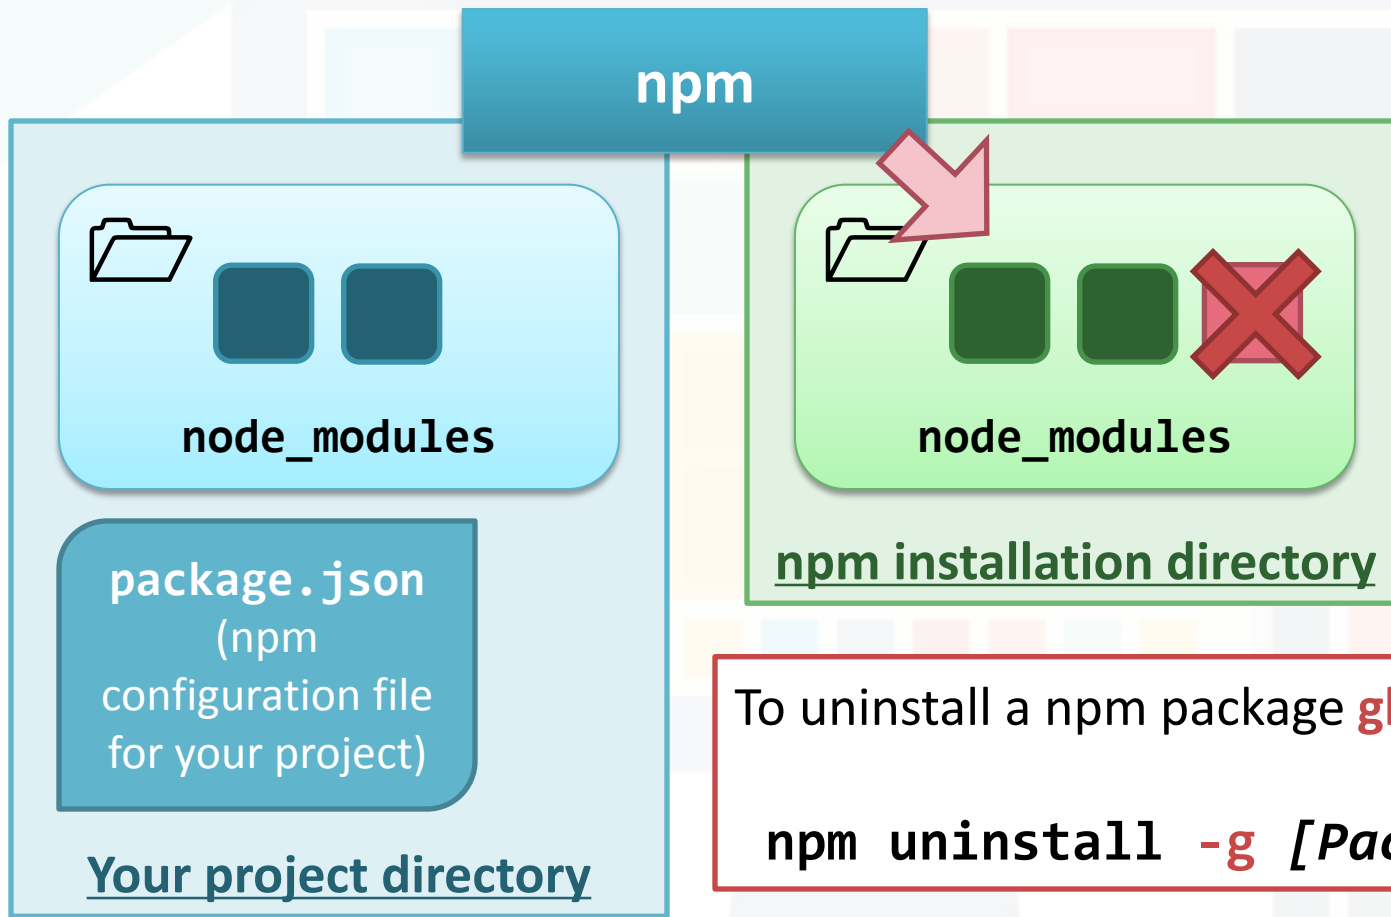 npm
node_modules
package.json
(npm
configuration file
for your project)
Your project directory
node_modules
npm installation directory
To uninstall a npm package
npm uninstall -g